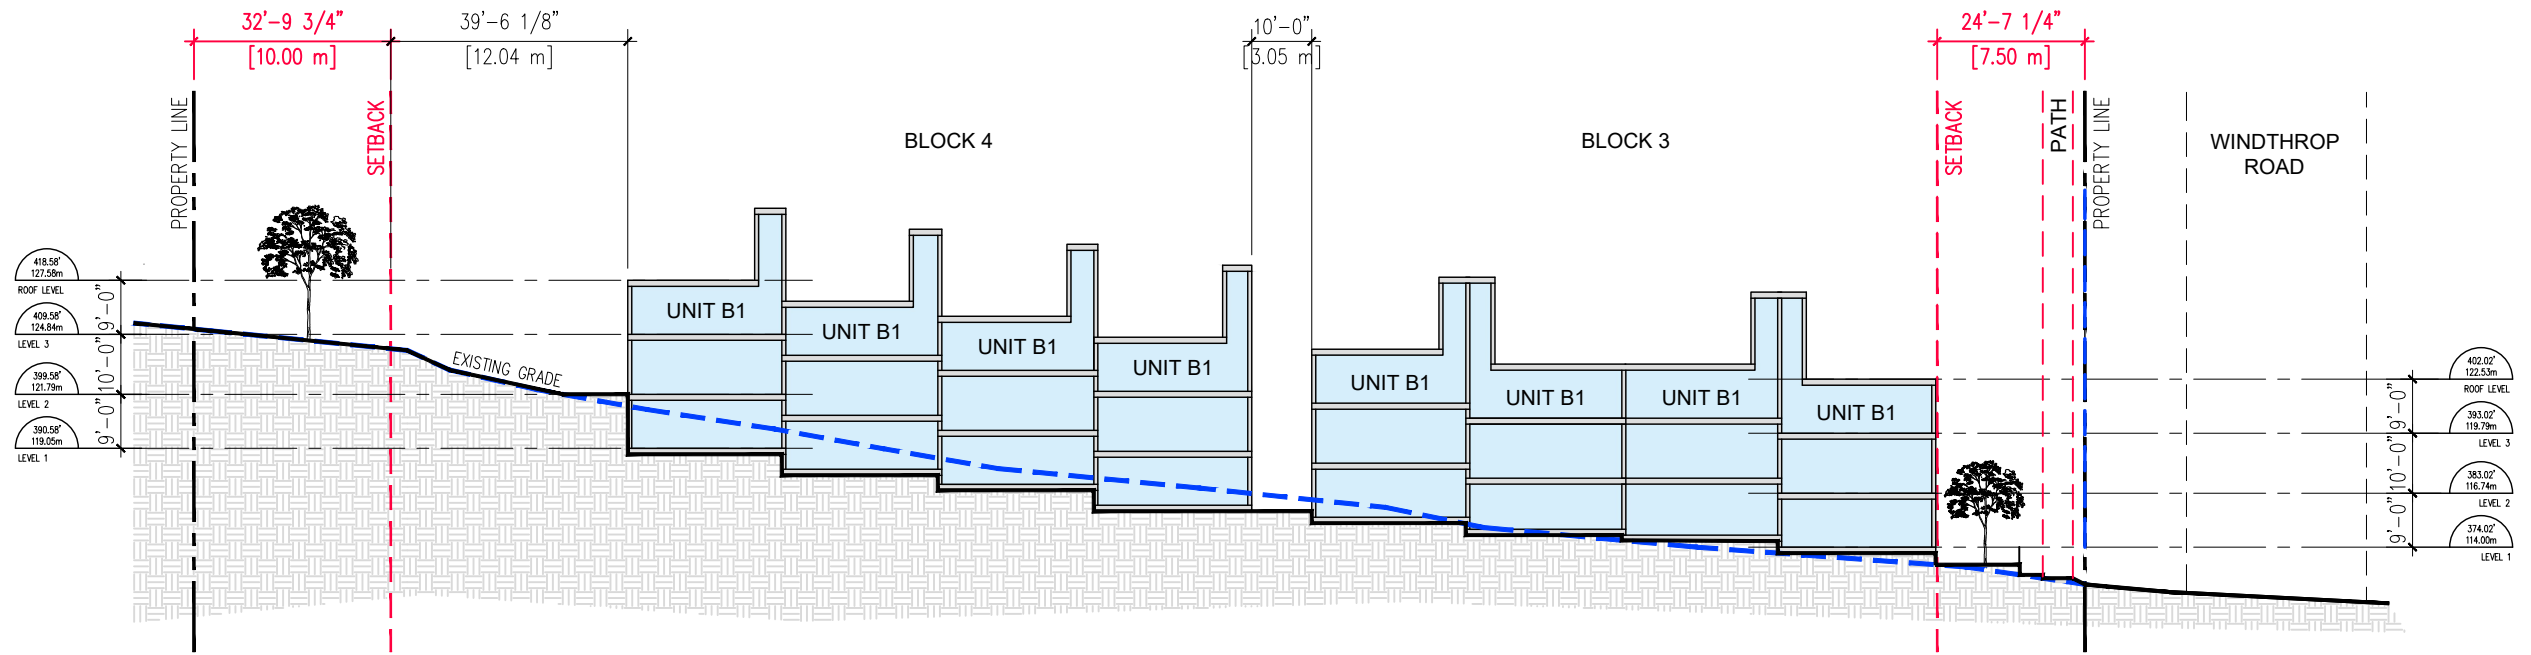 32'-9 3/4"
[10.00 m]
39'-6 1/8"
[12.04 m]
10'-0"
[3.05 m]
24'-7 1/4"
[7.50 m]
PROPERTY LINE
SETBACK
BLOCK 4
BLOCK 3
SETBACK
PATH
PROPERTY LINE
WINDTHROP
ROAD
418.58'
127.58m
ROOF LEVEL
409.58'
124.84m
LEVEL 3
399.58'
121.79m
LEVEL 2
390.58'
119.05m
LEVEL 1
9'-0"
10'-0"
9'-0"
EXISTING GRADE
UNIT B1
UNIT B1
UNIT B1
UNIT B1
UNIT B1
UNIT B1
UNIT B1
UNIT B1
9'-0"
10'-0"
9'-0"
402.02'
122.53m
ROOF LEVEL
393.02'
119.79m
LEVEL 3
383.02'
116.74m
LEVEL 2
374.02'
114.00m
LEVEL 1